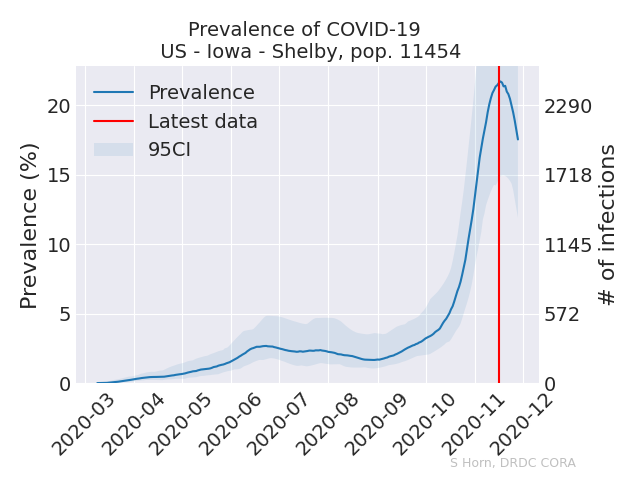 Prevalence of COVID-19
US - Iowa - Shelby, pop. 11454
Prevalence
Latest data
95CI
Prevalence (%)
20
15
10
5
0
2290
1718
1145
572
0
# of infections
2020-03
2020-04
2020-05
2020-06
2020-07
2020-08
2020-09
2020-10
2020-11
2020-12
S Horn, DRDC CORA